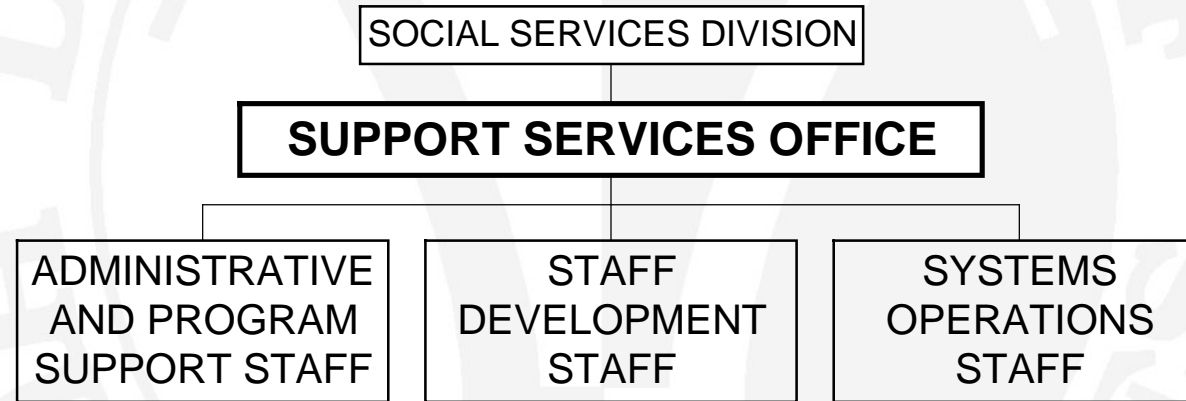 SOCIAL SERVICES DIVISION
SUPPORT SERVICES OFFICE
ADMINISTRATIVE
AND PROGRAM
SUPPORT STAFF
STAFF
DEVELOPMENT
STAFF
SYSTEMS
OPERATIONS
STAFF